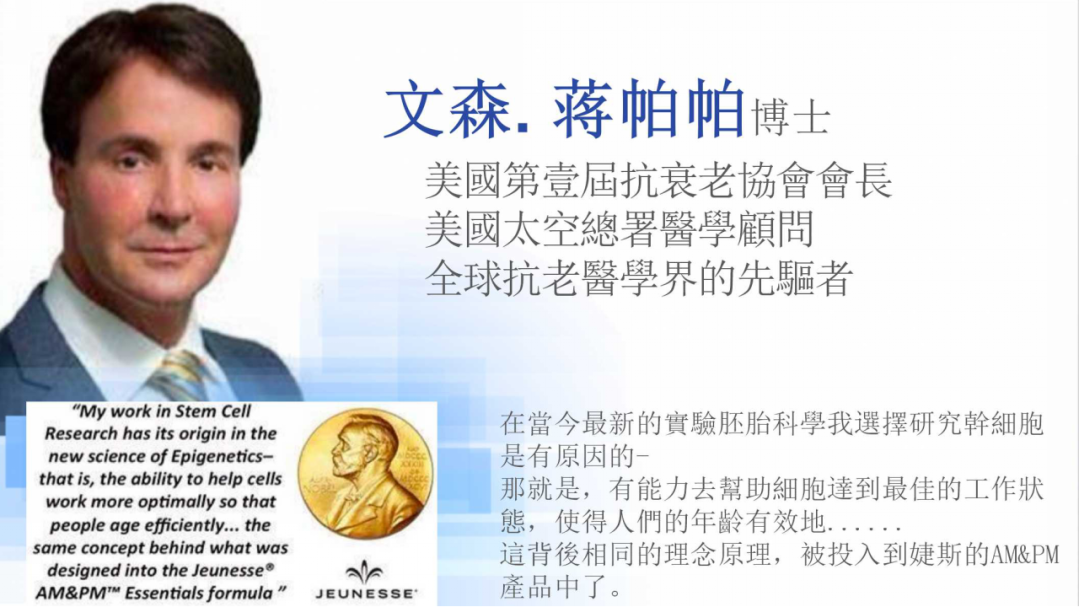 文森.蒋帕帕博士
美國第壹屆抗衰老協會會長
美國太空總署醫學顧問
全球抗老醫學界的先驅者
“My work in Stem Cell
Research has its origin in the
new science of Epigenetics–
that is, the ability to help cells
work more optimally so that
people age efficiently... the
same concept behind what was
designed into the Jeunesse®
AM&PM™ Essentials formula ”
JEUNESSE
在當今最新的實驗胚胎科學我選擇研究幹細胞
是有原因的–
那就是，有能力去幫助細胞達到最佳的工作狀
態，使得人們的年齡有效地......
這背後相同的理念原理，被投入到婕斯的AM&PM
產品中了。